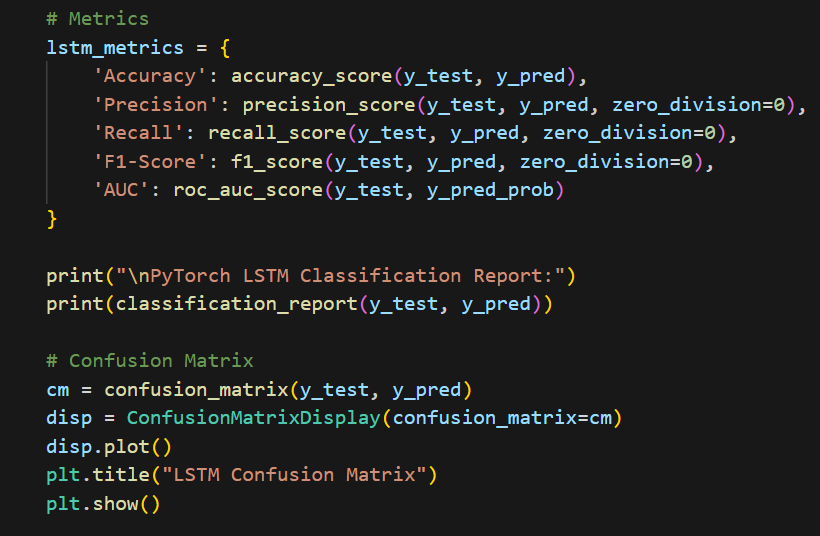 # Metrics
lstm_metrics = {
    'Accuracy': accuracy_score(y_test, y_pred),
    'Precision': precision_score(y_test, y_pred, zero_division=0),
    'Recall': recall_score(y_test, y_pred, zero_division=0),
    'F1-Score': f1_score(y_test, y_pred, zero_division=0),
    'AUC': roc_auc_score(y_test, y_pred_prob)
}
print("\nPyTorch LSTM Classification Report:")
print(classification_report(y_test, y_pred))
# Confusion Matrix
cm = confusion_matrix(y_test, y_pred)
disp = ConfusionMatrixDisplay(confusion_matrix=cm)
disp.plot()
plt.title("LSTM Confusion Matrix")
plt.show()